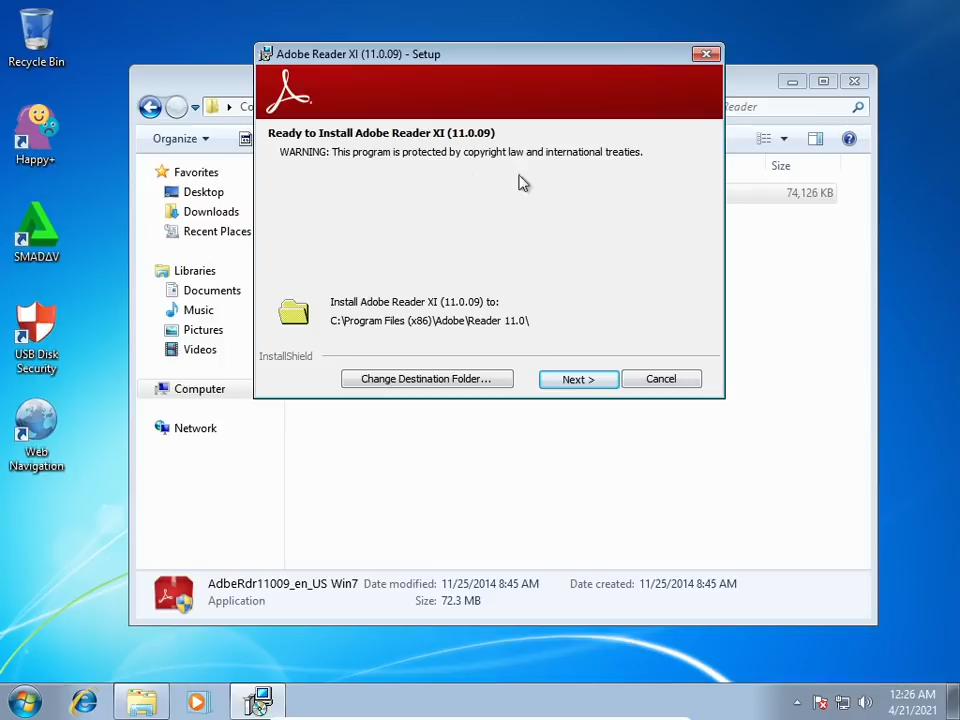 Recycle Bin
Happy+
SMADΔV
USB Disk
Security
Web
Navigation
Adobe Reader XI (11.0.09) - Setup
Ready to Install Adobe Reader XI (11.0.09)
WARNING: This program is protected by copyright law and international treaties.
Install Adobe Reader XI (11.0.09) to:
C:\Program Files (x86)\Adobe\Reader 11.0\
InstallShield
Change Destination Folder...
Next >
Cancel
Organize
Size
74,126 KB
Favorites
Desktop
Downloads
Recent Places
Libraries
Documents
Music
Pictures
Videos
Computer
Network
AdbeRdr11009_en_US Win7 Date modified: 11/25/2014 8:45 AM Date created: 11/25/2014 8:45 AM
Application Size: 72.3 MB
12:26 AM
4/21/2021